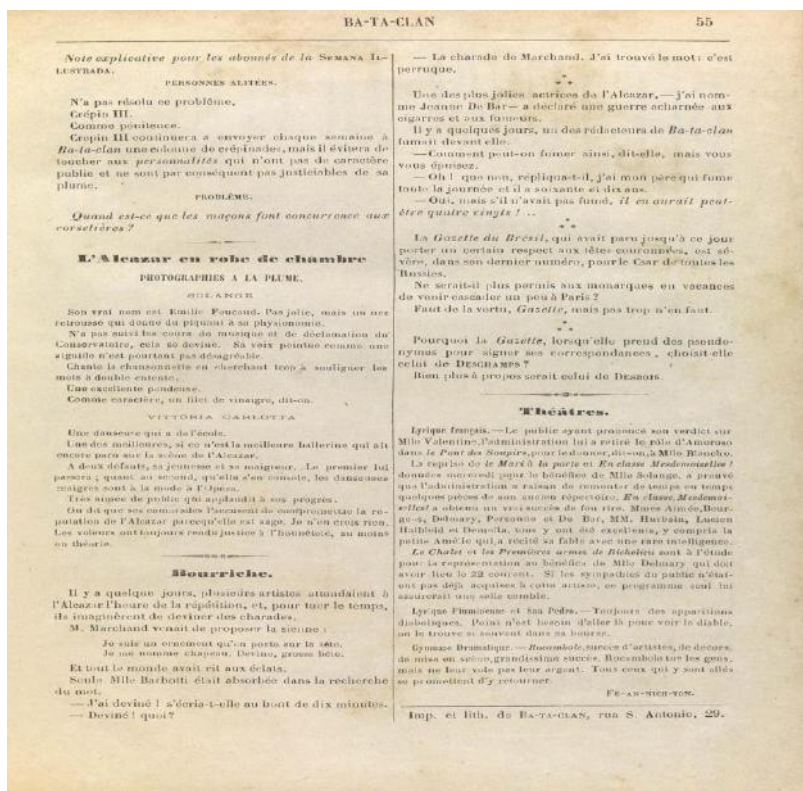 BA-TA-CLAN
55
Note explicative pour les abonnés de la SEMANA IL-
LUSTRADA.
PERSONNES ALITÉES.
N'a pas résolu ce problème,
Crépin III.
Comme pénitence.
Crepin III continuera a envoyer chaque semaine à
Ba-ta-clan une colonne de crépinades, mais il évitera de
toucher aux personnalités qui n'ont pas de caractère
public et ne sont par conséquent pas justiciables de sa
plume.
PROBLÈME.
Quand est-ce que les maçons font concurrence aux
corsetières ?
L'Alcazar en robe de chambre
PHOTOGRAPHIES A LA PLUME.
SOLANGE
Son vrai nom est Emilie Foucaud. Pas jolie, mais un nez
retroussé qui donne du piquant à sa physionomie.
N'a pas suivi les cours de musique et de déclamation du
Conservatoire, cela se devine. Sa voix pointue comme une
aiguille n'est pourtant pas désagréable.
Chante la chansonnette en cherchant trop à souligner les
mots à double entente.
Une excellente pondeuse.
Comme caractère, un filet de vinaigre, dit-on.
VITTORIA CARLOTTA
Une danseuse qui a de l'école.
Une des meilleures, si ce n'est la meilleure ballerine qui ait
encore paru sur la scène de l'Alcazar.
A deux défauts, sa jeunesse et sa maigreur. Le premier lui
passera ; quant au second, qu'elle s'en console, les danseuses
maigres sont à la mode à l'Opéra.
Très aimée du public qui applaudit à ses progrès.
On dit que ses camarades l'accusent de compromettre la ré-
putation de l'Alcazar parcequ'elle est sage. Je n'en crois rien.
Les voleurs ont toujours rendu justice à l'honnêteté, au moins
en théorie.
Bourriche.
Il y a quelque jours, plusieurs artistes attendaient à
l'Alcazar l'heure de la répétition, et, pour tuer le temps,
ils imaginèrent de deviner des charades.
M. Marchand venait de proposer la sienne :
Je suis un ornement qu'on porte sur la tête,
Je me nomme chapeau. Devine, grosse bête.
Et tout le monde avait rit aux éclats.
Seule Mlle Barbotti était absorbée dans la recherche
du mot.
— J'ai deviné ! s'écria-t-elle au bout de dix minutes.
— Deviné ! quoi ?
— La charade de Marchand. J'ai trouvé le mot : c'est
perruque.
Une des plus jolies actrices de l'Alcazar, — j'ai nom-
mé Jeanne De Bar — a déclaré une guerre acharnée aux
cigarres et aux fumeurs.
Il y a quelques jours, un des rédacteurs de Ba-ta-clan
fumait devant elle.
— Comment peut-on fumer ainsi, dit-elle, mais vous
vous épuisez.
— Oh ! que non, répliqua-t-il, j'ai mon père qui fume
toute la journée et il a soixante et dix ans.
— Oui, mais s'il n'avait pas fumé, il en aurait peut-
être quatre vingts ! ..
La Gazette du Brésil, qui avait paru jusqu'à ce jour
porter un certain respect aux têtes couronnées, est sé-
vère, dans son dernier numéro, pour le Csar de toutes les
Russies.
Ne serait-il plus permis aux monarques en vacances
de venir cascader un peu à Paris ?
Faut de la vertu, Gazette, mais pas trop n'en faut.
Pourquoi la Gazette, lorsqu'elle prend des pseudo-
nymes pour signer ses correspondances, choisit-elle
celui de DESCHAMPS ?
Bien plus à propos serait celui de DESBOIS.
Théâtres.
Lyrique français. — Le public ayant prononcé son verdict sur
Mlle Valentine, l'administration lui a retiré le rôle d'Amoroso
dans le Pont des Soupirs, pour le donner, dit-on, à Mlle Blanche.
La reprise de le Mari à la porte et En classe Mesdemoiselles !
données mercredi pour le bénéfice de Mlle Solange, a prouvé
que l'administration a raison de remonter de temps en temps
quelques pièces de son ancien répertoire. En classe Mesdemoi-
selles ! a obtenu un vrai succès de fou rire. Mmes Aimée, Bour-
geois, Delmary, Personne et De Bar, MM. Hurbain, Lucien
Halbleid et Demetta, tous y ont été excellents, y compris la
petite Amélie qui a récité sa fable avec une rare intelligence.
Le Chalet et les Premières armes de Richelieu sont à l'étude
pour la représentation au bénéfice de Mlle Delmary qui doit
avoir lieu le 22 courant. Si les sympathies du public n'étai-
ent pas déjà acquises à cette artiste, ce programme seul lui
assurerait une salle comble.
Lyrique Fluminense et San Pedro. — Toujours des apparitions
diaboliques. Point n'est besoin d'aller là pour voir le diable,
on le trouve si souvent dans sa bourse.
Gymnase Dramatique. — Rocambole, succès d'artistes, de décors,
de mise en scène, grandissime succès. Rocambole tue les gens,
mais ne leur vole pas leur argent. Tous ceux qui y sont allés
se promettent d'y retourner.
FE-AN-NICH-TON.
Imp. et lith. de BA-TA-CLAN, rua S. Antonio, 29.